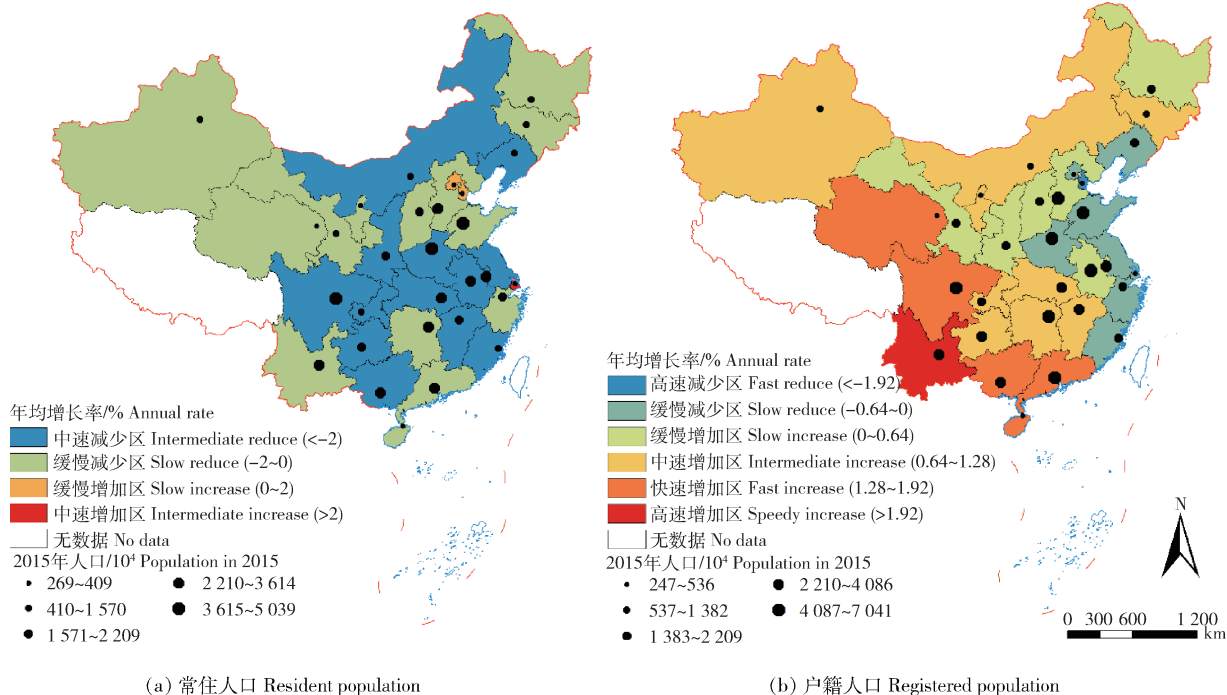 年均增长率/% Annual rate
中速减少区 Intermediate reduce (<−2)
缓慢减少区 Slow reduce (−2~0)
缓慢增加区 Slow increase (0~2)
中速增加区 Intermediate increase (>2)
无数据 No data
2015年人口/10⁴ Population in 2015
269~409
2 210~3 614
410~1 570
3 615~5 039
1 571~2 209
(a) 常住人口 Resident population
年均增长率/% Annual rate
高速减少区 Fast reduce (<−1.92)
缓慢减少区 Slow reduce (−0.64~0)
缓慢增加区 Slow increase (0~0.64)
中速增加区 Intermediate increase (0.64~1.28)
快速增加区 Fast increase (1.28~1.92)
高速增加区 Speedy increase (>1.92)
无数据 No data
2015年人口/10⁴ Population in 2015
247~536
2 210~4 086
537~1 382
4 087~7 041
1 383~2 209
N
0 300 600 1 200
km
(b) 户籍人口 Registered population